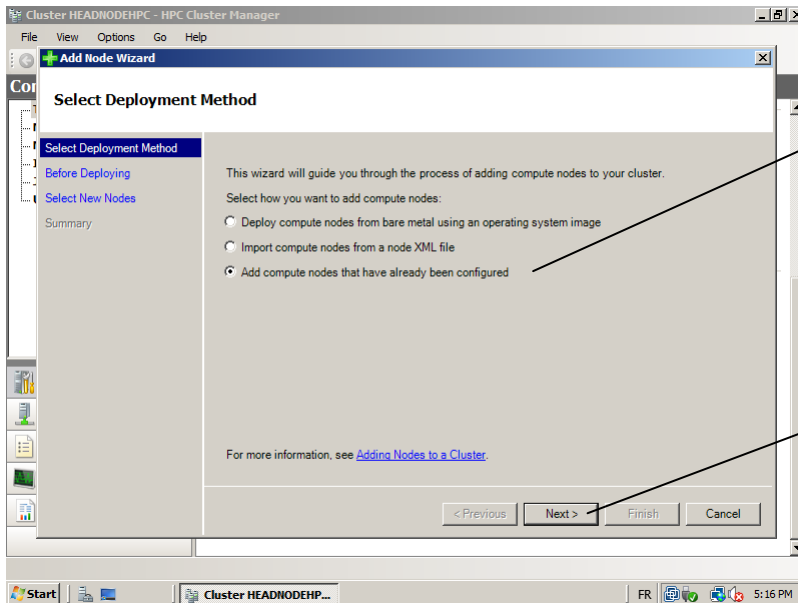 Cluster HEADNODEHPC - HPC Cluster Manager
File View Options Go Help
Add Node Wizard
Select Deployment Method
Select Deployment Method
Before Deploying
Select New Nodes
Summary
This wizard will guide you through the process of adding compute nodes to your cluster.
Select how you want to add compute nodes:
Deploy compute nodes from bare metal using an operating system image
Import compute nodes from a node XML file
Add compute nodes that have already been configured
For more information, see Adding Nodes to a Cluster.
< Previous Next > Finish Cancel
Start Cluster HEADNODEHP... FR 5:16 PM